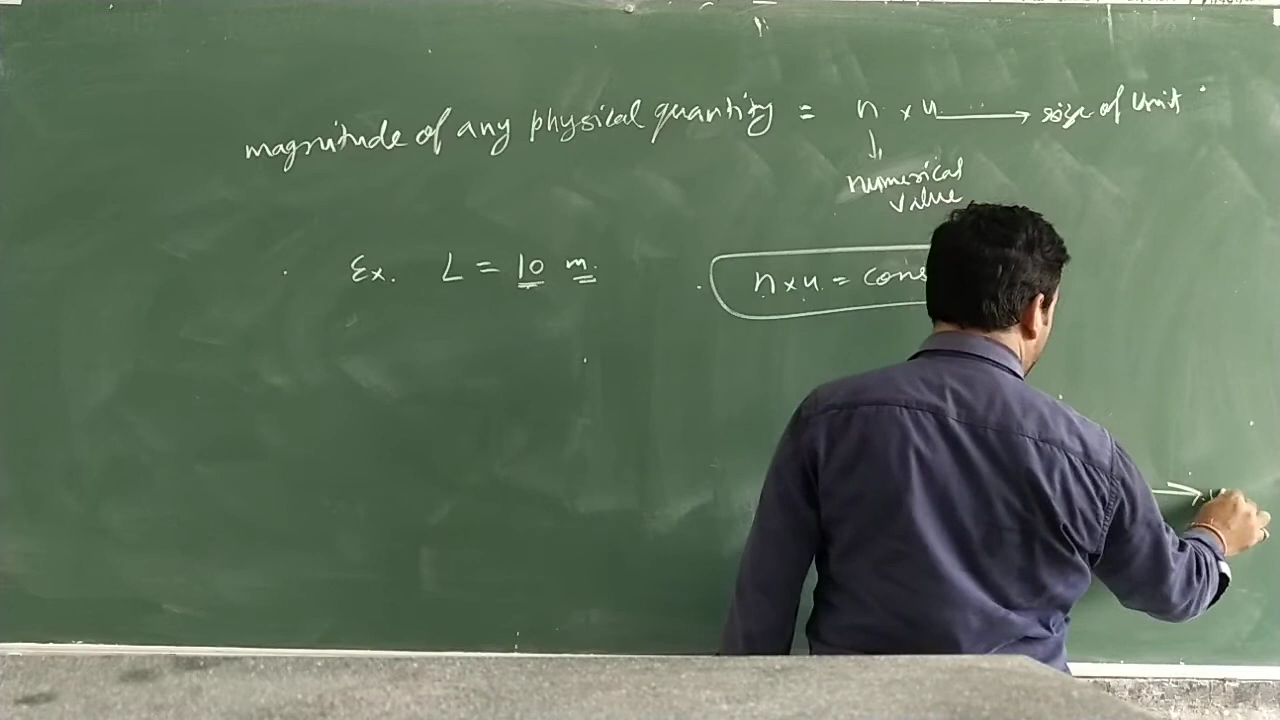 magnitude of any physical quantity = n × u → size of unit
↓
numerical
value
Ex. L = 10 m
n × u = cons